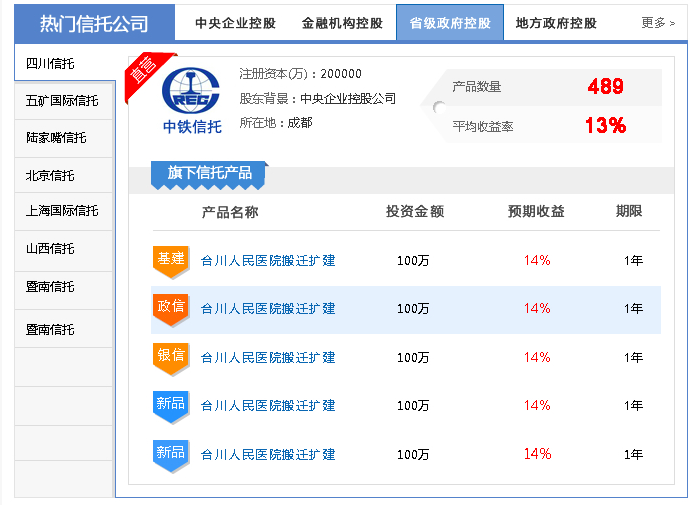 热门信托公司 中央企业控股 金融机构控股 省级政府控股 地方政府控股 更多 »
四川信托
五矿国际信托
陆家嘴信托
北京信托
上海国际信托
山西信托
暨南信托
暨南信托
直营
REC
中铁信托
注册资本(万)：200000
股东背景：中央企业控股公司
所在地：成都
产品数量 489
平均收益率 13%
旗下信托产品
产品名称 投资金额 预期收益 期限
基建 合川人民医院搬迁扩建 100万 14% 1年
政信 合川人民医院搬迁扩建 100万 14% 1年
银信 合川人民医院搬迁扩建 100万 14% 1年
新品 合川人民医院搬迁扩建 100万 14% 1年
新品 合川人民医院搬迁扩建 100万 14% 1年